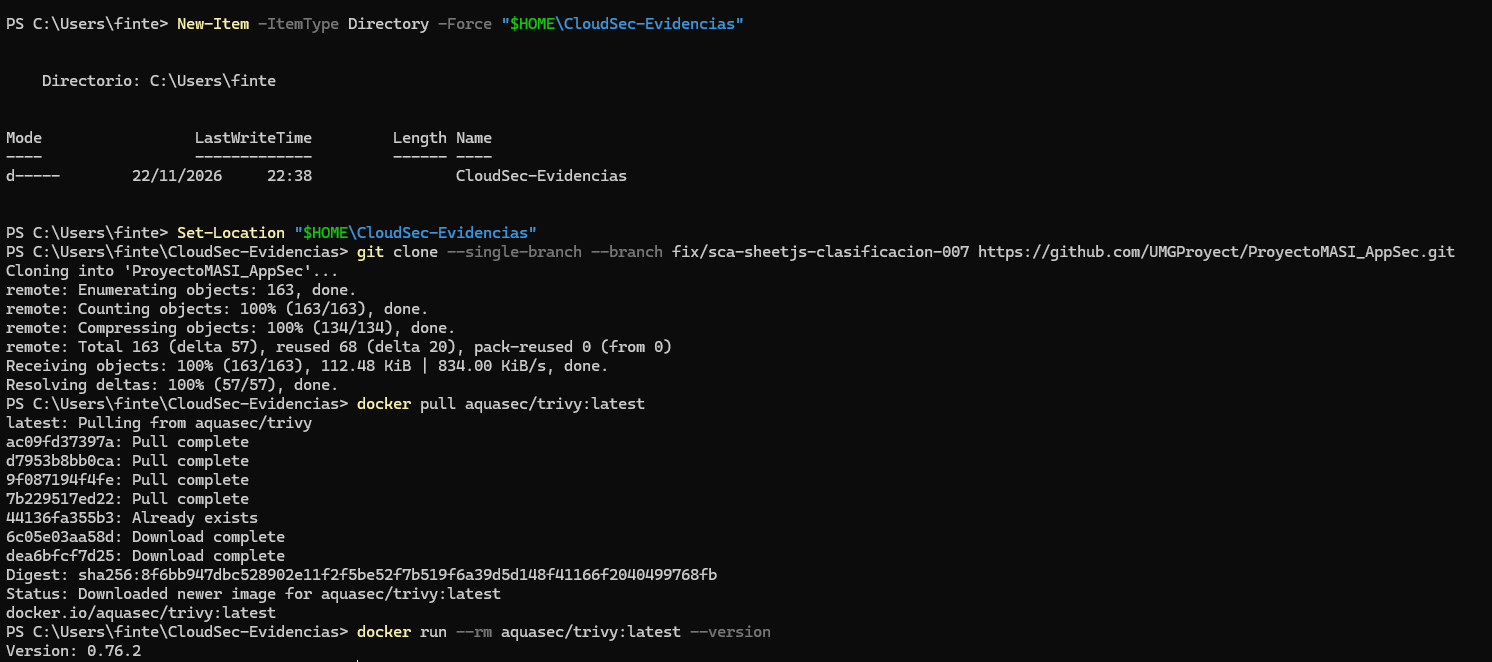 PS C:\Users\finte> New-Item -ItemType Directory -Force "$HOME\CloudSec-Evidencias"
Directorio: C:\Users\finte
Mode                 LastWriteTime         Length Name
----                 -------------         ------ ----
d-----        22/11/2026     22:38                CloudSec-Evidencias
PS C:\Users\finte> Set-Location "$HOME\CloudSec-Evidencias"
PS C:\Users\finte\CloudSec-Evidencias> git clone --single-branch --branch fix/sca-sheetjs-clasificacion-007 https://github.com/UMGProyect/ProyectoMASI_AppSec.git
Cloning into 'ProyectoMASI_AppSec'...
remote: Enumerating objects: 163, done.
remote: Counting objects: 100% (163/163), done.
remote: Compressing objects: 100% (134/134), done.
remote: Total 163 (delta 57), reused 68 (delta 20), pack-reused 0 (from 0)
Receiving objects: 100% (163/163), 112.48 KiB | 834.00 KiB/s, done.
Resolving deltas: 100% (57/57), done.
PS C:\Users\finte\CloudSec-Evidencias> docker pull aquasec/trivy:latest
latest: Pulling from aquasec/trivy
ac09fd37397a: Pull complete
d7953b8bb0ca: Pull complete
9f087194f4fe: Pull complete
7b229517ed22: Pull complete
44136fa355b3: Already exists
6c05e03aa58d: Download complete
dea6bfcf7d25: Download complete
Digest: sha256:8f6bb947dbc528902e11f2f5be52f7b519f6a39d5d148f41166f2040499768fb
Status: Downloaded newer image for aquasec/trivy:latest
docker.io/aquasec/trivy:latest
PS C:\Users\finte\CloudSec-Evidencias> docker run --rm aquasec/trivy:latest --version
Version: 0.76.2